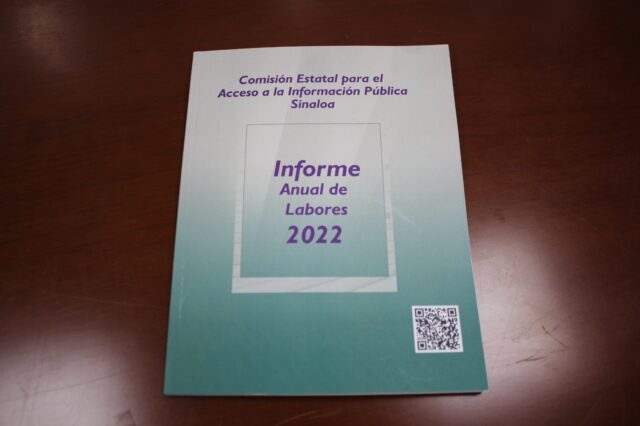 Comisión Estatal para el
Acceso a la Información Pública
Sinaloa
Informe
Anual de
Labores
2022